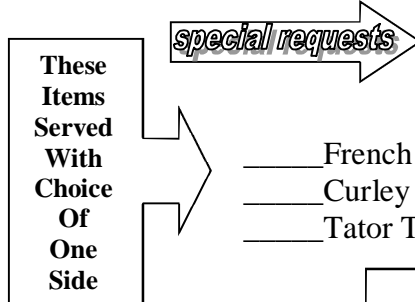 special requests
These
Items
Served
With
Choice
Of
One
Side
_____French
_____Curley
_____Tator T